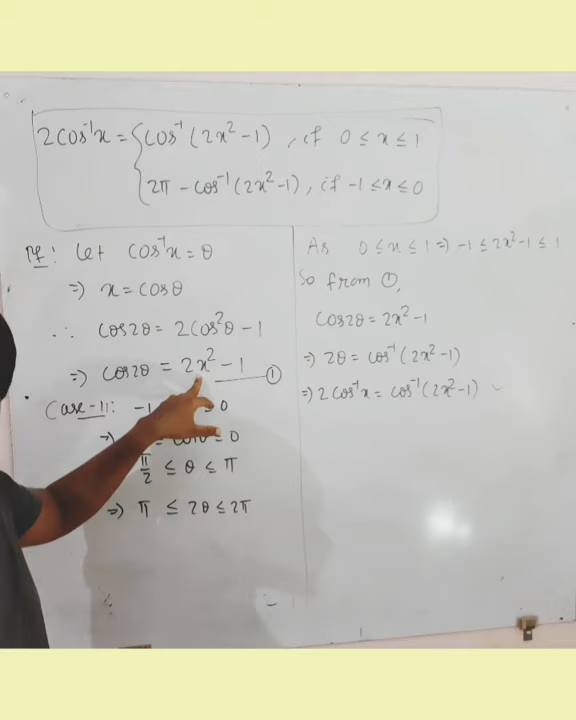 2cos⁻¹x = { cos⁻¹(2x² - 1) , if 0 ≤ x ≤ 1
2π - cos⁻¹(2x² - 1) , if -1 ≤ x ≤ 0
Pf: Let cos⁻¹x = θ
⇒ x = cosθ
∴ cos2θ = 2cos²θ - 1
⇒ cos2θ = 2x² - 1 —— ①
Case-II: -1 0
⇒ ≤ 0
π/2 ≤ θ ≤ π
⇒ π ≤ 2θ ≤ 2π
As 0 ≤ x ≤ 1 ⇒ -1 ≤ 2x² - 1 ≤ 1
So from ①,
cos2θ = 2x² - 1
⇒ 2θ = cos⁻¹(2x² - 1)
⇒ 2cos⁻¹x = cos⁻¹(2x² - 1)